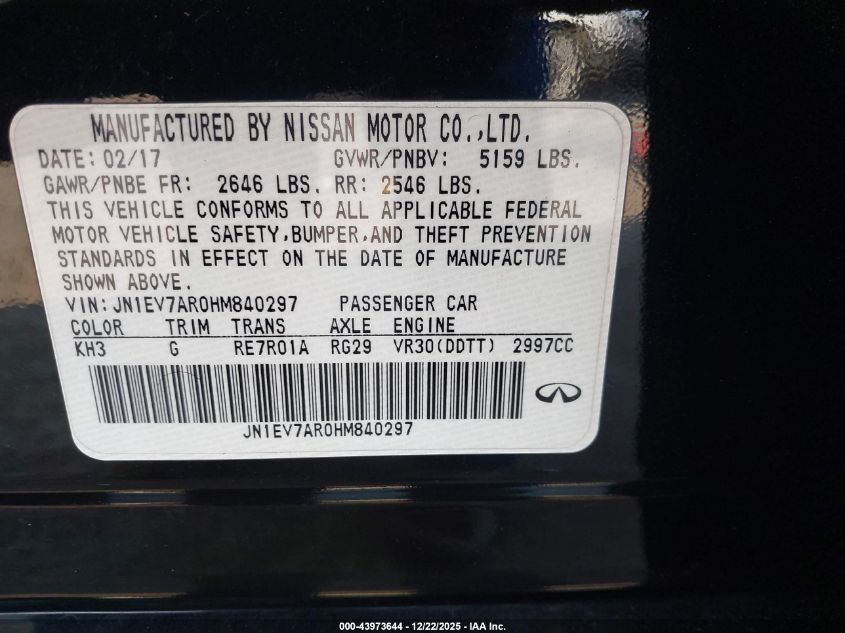 MANUFACTURED BY NISSAN MOTOR CO.,LTD.
DATE: 02/17 GVWR/PNBV: 5159 LBS.
GAWR/PNBE FR: 2646 LBS. RR: 2546 LBS.
THIS VEHICLE CONFORMS TO ALL APPLICABLE FEDERAL
MOTOR VEHICLE SAFETY,BUMPER,AND THEFT PREVENTION
STANDARDS IN EFFECT ON THE DATE OF MANUFACTURE
SHOWN ABOVE.
VIN: JN1EV7AR0HM840297 PASSENGER CAR
COLOR TRIM TRANS AXLE ENGINE
KH3 G RE7R01A RG29 VR30(DDTT) 2997CC
JN1EV7AR0HM840297
000-43973644 - 12/22/2025 - IAA Inc.